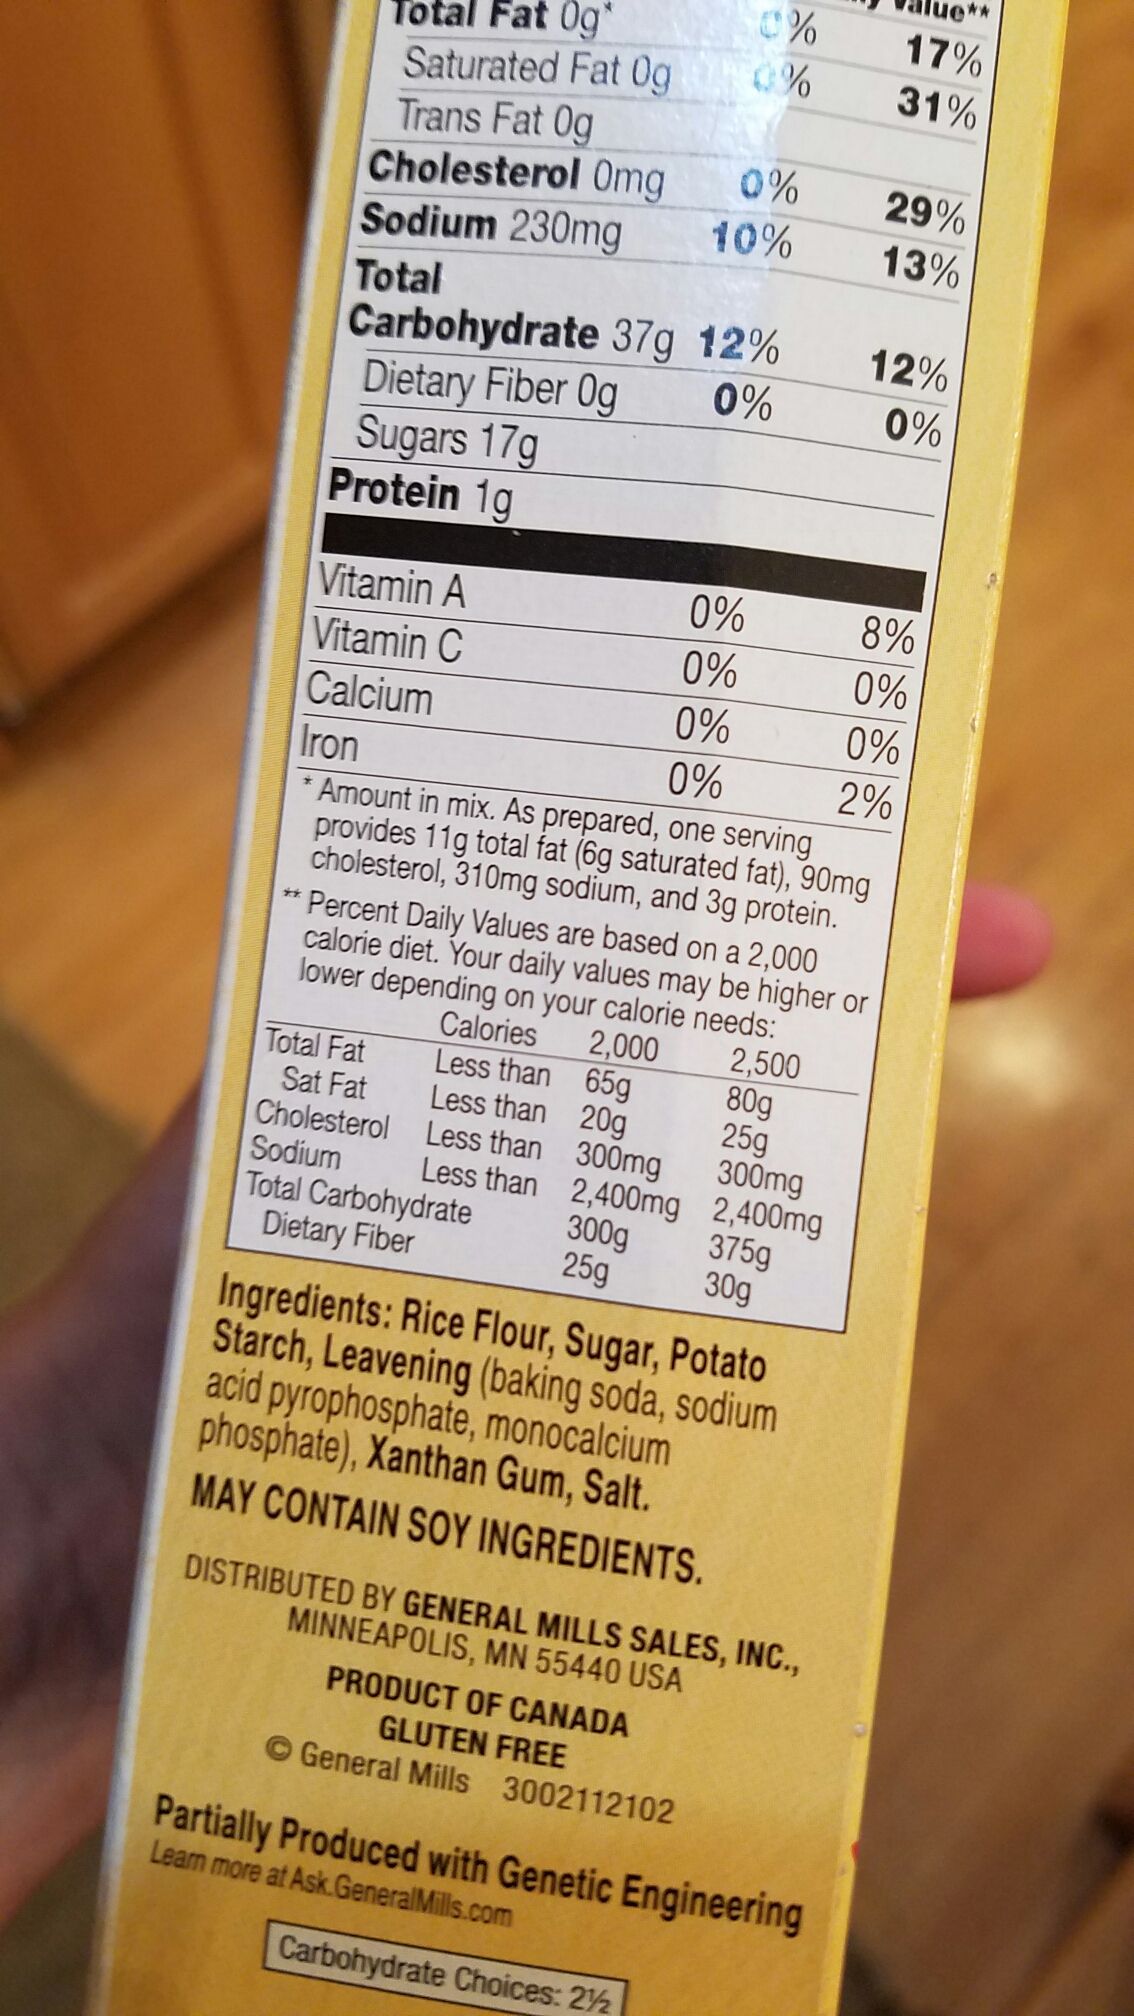 Value**
Total Fat 0g* 0% 17%
Saturated Fat 0g 0% 31%
Trans Fat 0g
Cholesterol 0mg 0% 29%
Sodium 230mg 10% 13%
Total
Carbohydrate 37g 12% 12%
Dietary Fiber 0g 0% 0%
Sugars 17g
Protein 1g
Vitamin A 0% 8%
Vitamin C 0% 0%
Calcium 0% 0%
Iron 0% 2%
* Amount in mix. As prepared, one serving
provides 11g total fat (6g saturated fat), 90mg
cholesterol, 310mg sodium, and 3g protein.
** Percent Daily Values are based on a 2,000
calorie diet. Your daily values may be higher or
lower depending on your calorie needs:
Calories 2,000 2,500
Total Fat Less than 65g 80g
Sat Fat Less than 20g 25g
Cholesterol Less than 300mg 300mg
Sodium Less than 2,400mg 2,400mg
Total Carbohydrate 300g 375g
Dietary Fiber 25g 30g
Ingredients: Rice Flour, Sugar, Potato
Starch, Leavening (baking soda, sodium
acid pyrophosphate, monocalcium
phosphate), Xanthan Gum, Salt.
MAY CONTAIN SOY INGREDIENTS.
DISTRIBUTED BY GENERAL MILLS SALES, INC.,
MINNEAPOLIS, MN 55440 USA
PRODUCT OF CANADA
GLUTEN FREE
© General Mills 3002112102
Partially Produced with Genetic Engineering
Learn more at Ask.GeneralMills.com
Carbohydrate Choices: 2½